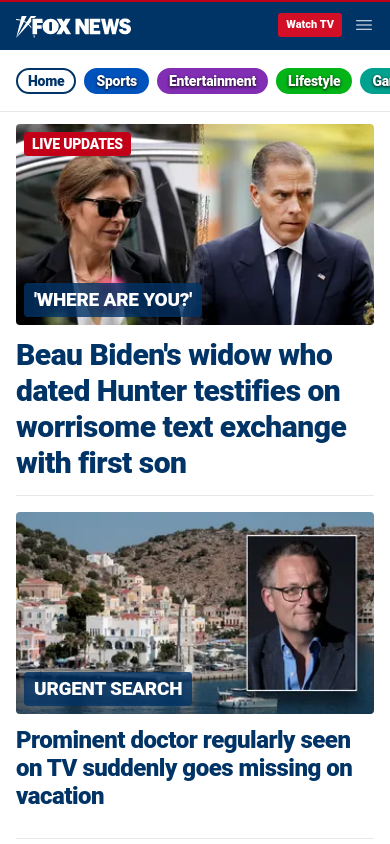 FOX NEWS
Watch TV
Home
Sports
Entertainment
Lifestyle
LIVE UPDATES
'WHERE ARE YOU?'
Beau Biden's widow who
dated Hunter testifies on
worrisome text exchange
with first son
URGENT SEARCH
Prominent doctor regularly seen
on TV suddenly goes missing on
vacation